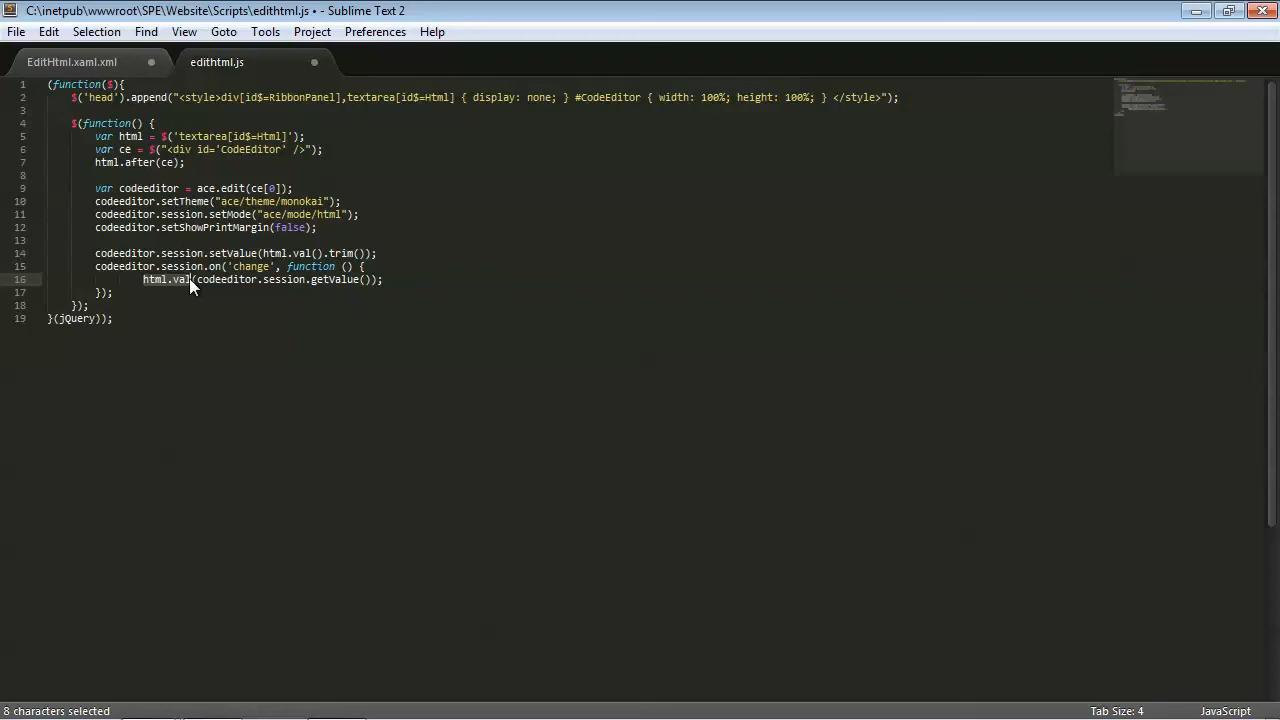 C:\inetpub\wwwroot\SPE\Website\Scripts\edithtml.js • - Sublime Text 2
File Edit Selection Find View Goto Tools Project Preferences Help
EditHtml.xaml.xml edithtml.js
1 (function($){
2 $('head').append("<style>div[id$=RibbonPanel],textarea[id$=Html] { display: none; } #CodeEditor { width: 100%; height: 100%; } </style>");
3
4 $(function() {
5 var html = $('textarea[id$=Html]');
6 var ce = $("<div id='CodeEditor' />");
7 html.after(ce);
8
9 var codeeditor = ace.edit(ce[0]);
10 codeeditor.setTheme("ace/theme/monokai");
11 codeeditor.session.setMode("ace/mode/html");
12 codeeditor.setShowPrintMargin(false);
13
14 codeeditor.session.setValue(html.val().trim());
15 codeeditor.session.on('change', function () {
16 html.val(codeeditor.session.getValue());
17 });
18 });
19 }(jQuery));
8 characters selected Tab Size: 4 JavaScript